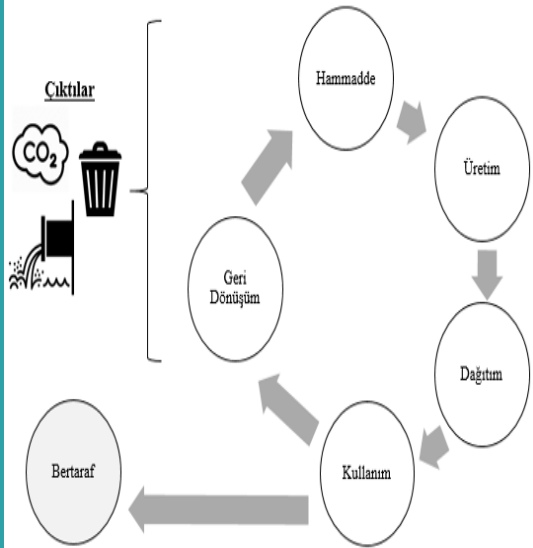 Çıktılar
CO2
Hammadde
Üretim
Dağıtım
Kullanım
Geri
Dönüşüm
Bertaraf